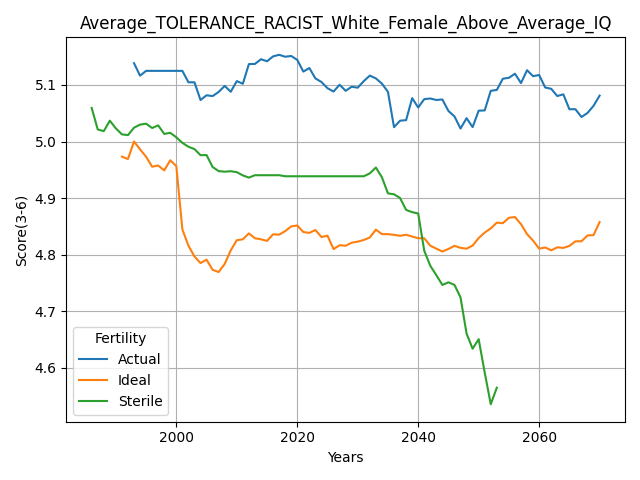 Average_TOLERANCE_RACIST_White_Female_Above_Average_IQ
Score(3-6)
5.1
5.0
4.9
4.8
4.7
4.6
Fertility
Actual
Ideal
Sterile
2000 2020 2040 2060
Years